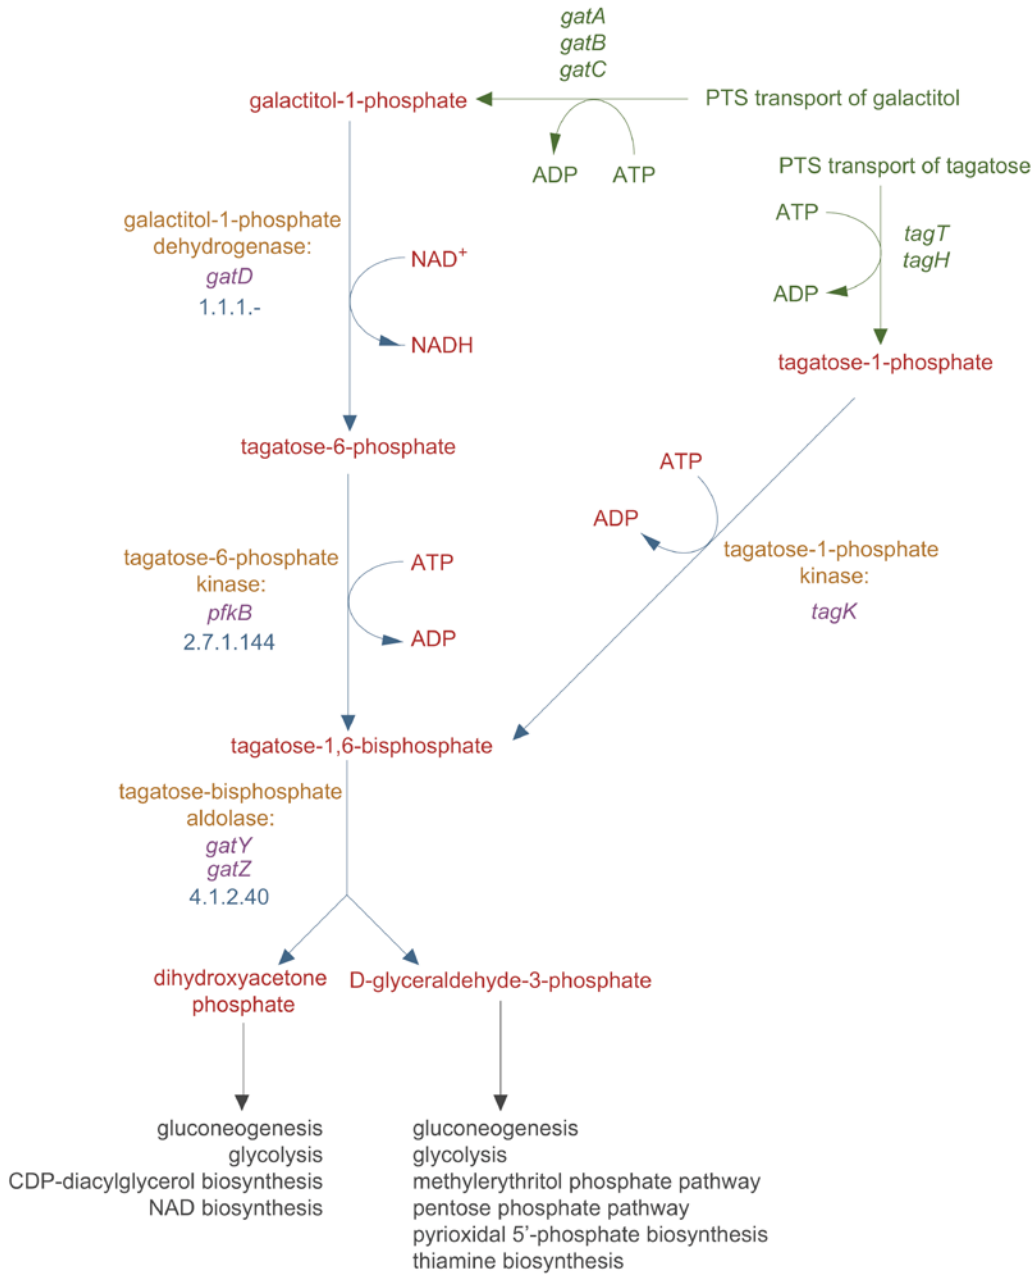 gatA
gatB
gatC
galactitol-1-phosphate
PTS transport of galactitol
ADP
ATP
PTS transport of tagatose
ATP
tagT
tagH
ADP
tagatose-1-phosphate
galactitol-1-phosphate
dehydrogenase:
gatD
1.1.1.-
NAD+
NADH
tagatose-6-phosphate
ATP
ADP
tagatose-1-phosphate
kinase:
tagK
tagatose-6-phosphate
kinase:
pfkB
2.7.1.144
ATP
ADP
tagatose-1,6-bisphosphate
tagatose-bisphosphate
aldolase:
gatY
gatZ
4.1.2.40
dihydroxyacetone
phosphate
D-glyceraldehyde-3-phosphate
gluconeogenesis
glycolysis
CDP-diacylglycerol biosynthesis
NAD biosynthesis
gluconeogenesis
glycolysis
methylerythritol phosphate pathway
pentose phosphate pathway
pyrioxidal 5'-phosphate biosynthesis
thiamine biosynthesis